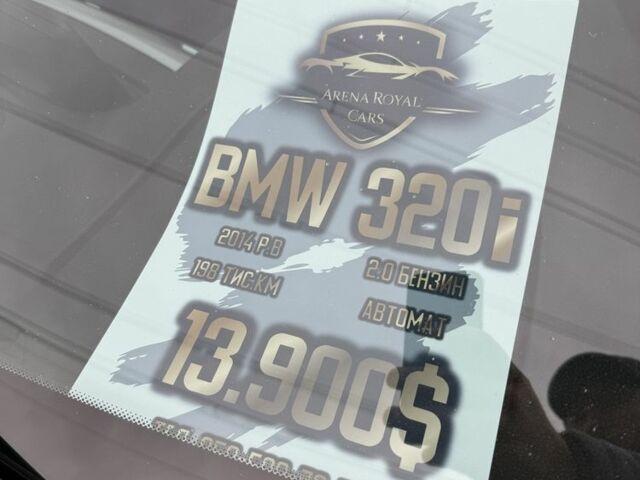 ARENA ROYAL
CARS
BMW 320i
2014 Р.В
2.0 БЕНЗИН
198 ТИС.КМ
АВТОМАТ
13.900$